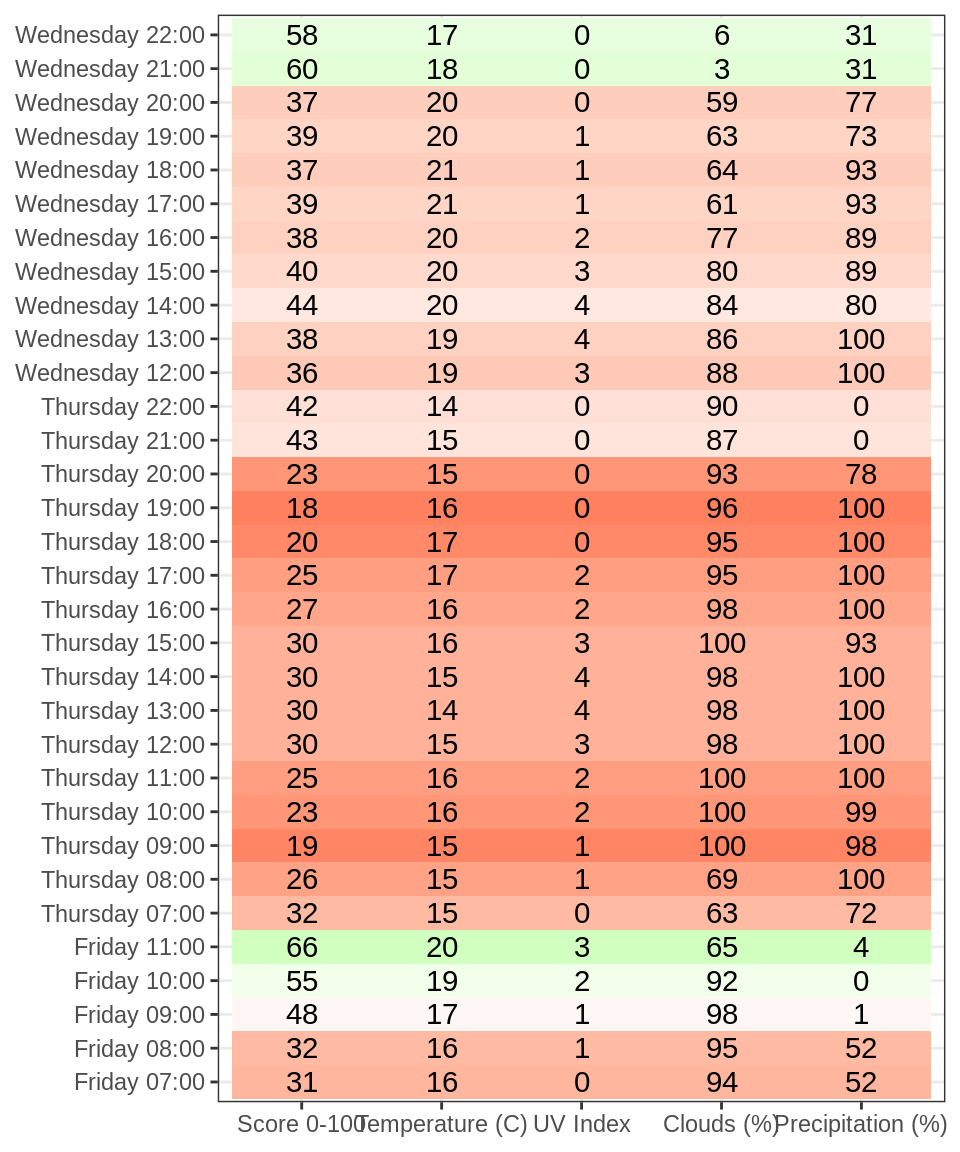 Wednesday 22:00 58 17 0 6 31
Wednesday 21:00 60 18 0 3 31
Wednesday 20:00 37 20 0 59 77
Wednesday 19:00 39 20 1 63 73
Wednesday 18:00 37 21 1 64 93
Wednesday 17:00 39 21 1 61 93
Wednesday 16:00 38 20 2 77 89
Wednesday 15:00 40 20 3 80 89
Wednesday 14:00 44 20 4 84 80
Wednesday 13:00 38 19 4 86 100
Wednesday 12:00 36 19 3 88 100
Thursday 22:00 42 14 0 90 0
Thursday 21:00 43 15 0 87 0
Thursday 20:00 23 15 0 93 78
Thursday 19:00 18 16 0 96 100
Thursday 18:00 20 17 0 95 100
Thursday 17:00 25 17 2 95 100
Thursday 16:00 27 16 2 98 100
Thursday 15:00 30 16 3 100 93
Thursday 14:00 30 15 4 98 100
Thursday 13:00 30 14 4 98 100
Thursday 12:00 30 15 3 98 100
Thursday 11:00 25 16 2 100 100
Thursday 10:00 23 16 2 100 99
Thursday 09:00 19 15 1 100 98
Thursday 08:00 26 15 1 69 100
Thursday 07:00 32 15 0 63 72
Friday 11:00 66 20 3 65 4
Friday 10:00 55 19 2 92 0
Friday 09:00 48 17 1 98 1
Friday 08:00 32 16 1 95 52
Friday 07:00 31 16 0 94 52
Score 0-100 Temperature (C) UV Index Clouds (%) Precipitation (%)